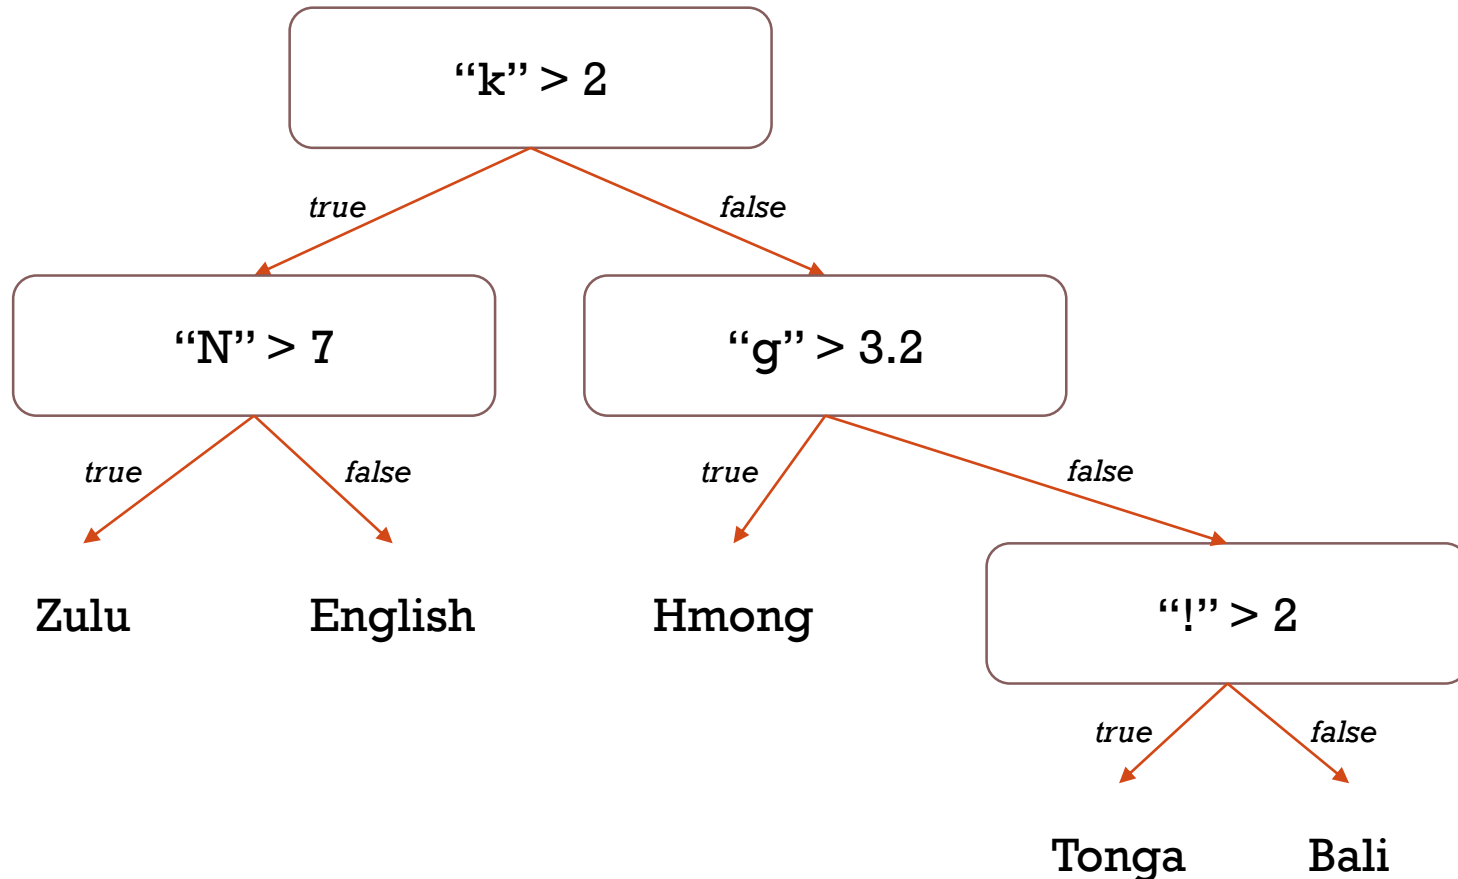 “k” > 2
true
false
“N” > 7
“g” > 3.2
true
false
true
false
Zulu
English
Hmong
“!” > 2
true
false
Tonga
Bali